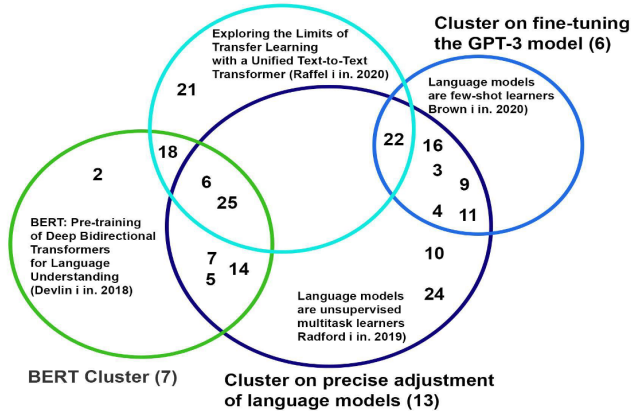 Exploring the Limits of
Transfer Learning
with a Unified Text-to-Text
Transformer (Raffel i in. 2020)
Cluster on fine-tuning
the GPT-3 model (6)
Language models
are few-shot learners
Brown i in. 2020)
21
22
16
18
3
2
6
9
25
4
11
BERT: Pre-training
of Deep Bidirectional
Transformers
for Language
Understanding
(Devlin i in. 2018)
7
14
5
10
24
Language models
are unsupervised
multitask learners
Radford i in. 2019)
BERT Cluster (7)
Cluster on precise adjustment
of language models (13)